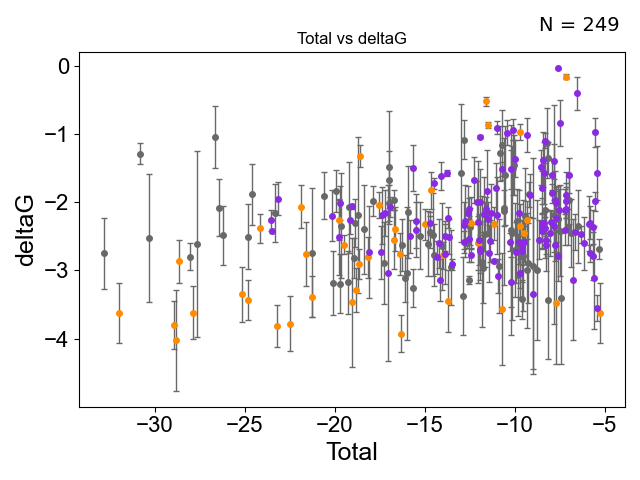 N = 249
Total vs deltaG
deltaG
0
−1
−2
−3
−4
−30
−25
−20
−15
−10
−5
Total